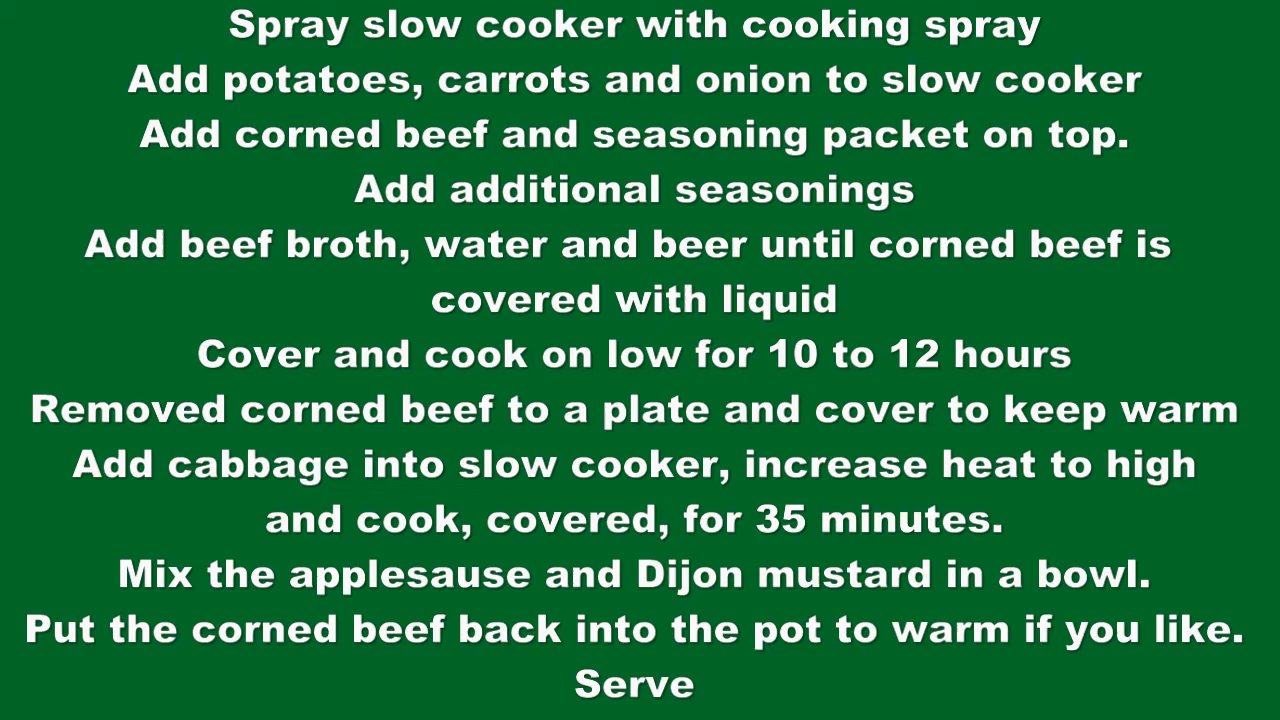 Spray slow cooker with cooking spray
Add potatoes, carrots and onion to slow cooker
Add corned beef and seasoning packet on top.
Add additional seasonings
Add beef broth, water and beer until corned beef is
covered with liquid
Cover and cook on low for 10 to 12 hours
Removed corned beef to a plate and cover to keep warm
Add cabbage into slow cooker, increase heat to high
and cook, covered, for 35 minutes.
Mix the applesause and Dijon mustard in a bowl.
Put the corned beef back into the pot to warm if you like.
Serve